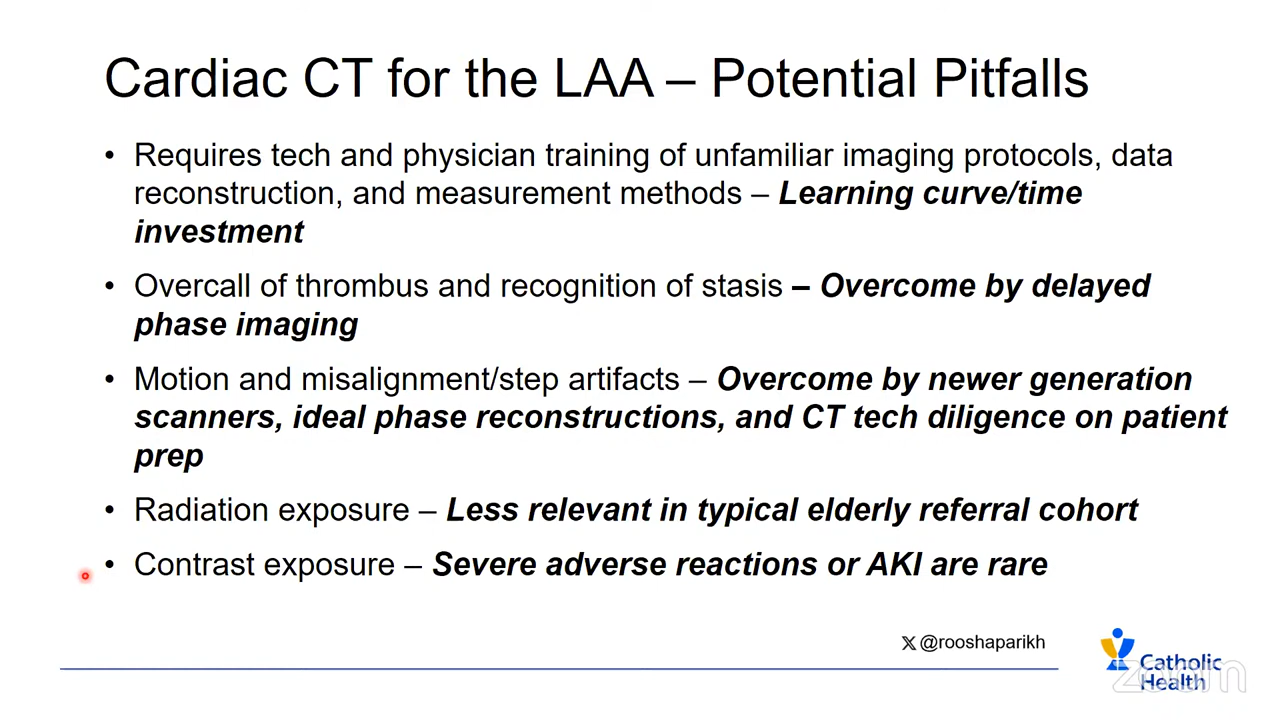 Cardiac CT for the LAA – Potential Pitfalls
• Requires tech and physician training of unfamiliar imaging protocols, data
reconstruction, and measurement methods – Learning curve/time
investment
• Overcall of thrombus and recognition of stasis – Overcome by delayed
phase imaging
• Motion and misalignment/step artifacts – Overcome by newer generation
scanners, ideal phase reconstructions, and CT tech diligence on patient
prep
• Radiation exposure – Less relevant in typical elderly referral cohort
• Contrast exposure – Severe adverse reactions or AKI are rare
X @rooshaparikh
Catholic
Health
zoom